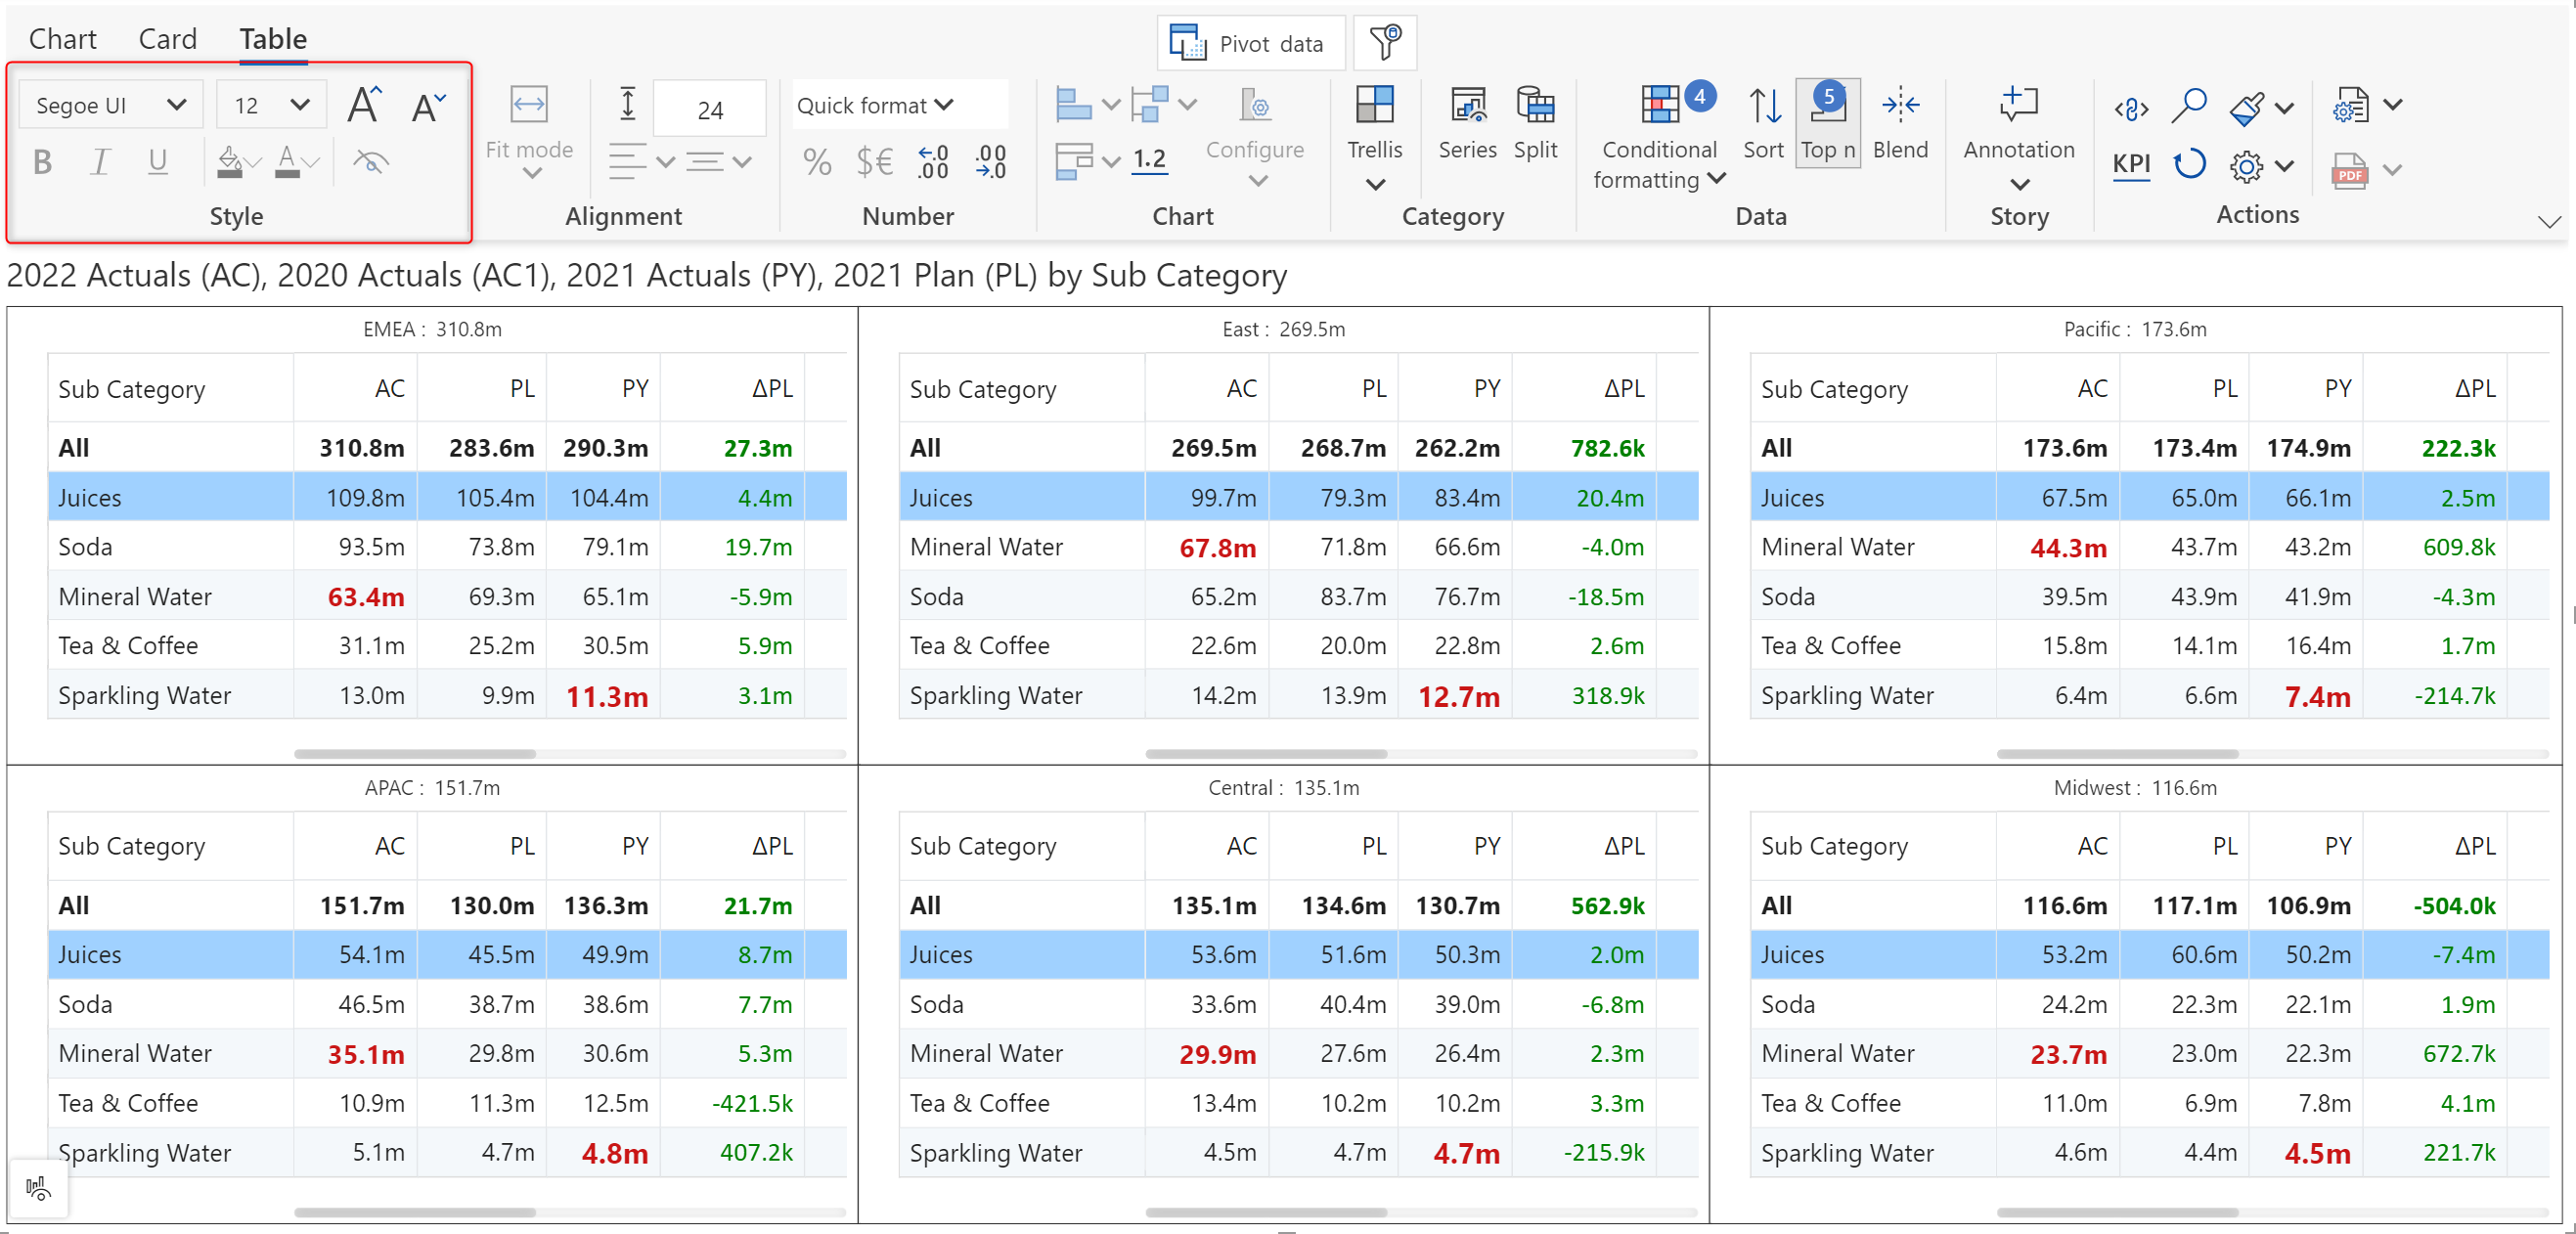 Chart Card Table
Pivot data
Segoe UI 12 A A
24
Quick format
4 5
B I U A
Fit mode
% $€ .0 .00 .00 .0
1.2
Configure
Trellis
Series Split
Conditional formatting
Sort Top n Blend
Annotation
KPI
PDF
Style Alignment Number Chart Category Data Story Actions
2022 Actuals (AC), 2020 Actuals (AC1), 2021 Actuals (PY), 2021 Plan (PL) by Sub Category
EMEA : 310.8m
Sub Category AC PL PY ΔPL
All 310.8m 283.6m 290.3m 27.3m
Juices 109.8m 105.4m 104.4m 4.4m
Soda 93.5m 73.8m 79.1m 19.7m
Mineral Water 63.4m 69.3m 65.1m -5.9m
Tea & Coffee 31.1m 25.2m 30.5m 5.9m
Sparkling Water 13.0m 9.9m 11.3m 3.1m
East : 269.5m
Sub Category AC PL PY ΔPL
All 269.5m 268.7m 262.2m 782.6k
Juices 99.7m 79.3m 83.4m 20.4m
Mineral Water 67.8m 71.8m 66.6m -4.0m
Soda 65.2m 83.7m 76.7m -18.5m
Tea & Coffee 22.6m 20.0m 22.8m 2.6m
Sparkling Water 14.2m 13.9m 12.7m 318.9k
Pacific : 173.6m
Sub Category AC PL PY ΔPL
All 173.6m 173.4m 174.9m 222.3k
Juices 67.5m 65.0m 66.1m 2.5m
Mineral Water 44.3m 43.7m 43.2m 609.8k
Soda 39.5m 43.9m 41.9m -4.3m
Tea & Coffee 15.8m 14.1m 16.4m 1.7m
Sparkling Water 6.4m 6.6m 7.4m -214.7k
APAC : 151.7m
Sub Category AC PL PY ΔPL
All 151.7m 130.0m 136.3m 21.7m
Juices 54.1m 45.5m 49.9m 8.7m
Soda 46.5m 38.7m 38.6m 7.7m
Mineral Water 35.1m 29.8m 30.6m 5.3m
Tea & Coffee 10.9m 11.3m 12.5m -421.5k
Sparkling Water 5.1m 4.7m 4.8m 407.2k
Central : 135.1m
Sub Category AC PL PY ΔPL
All 135.1m 134.6m 130.7m 562.9k
Juices 53.6m 51.6m 50.3m 2.0m
Soda 33.6m 40.4m 39.0m -6.8m
Mineral Water 29.9m 27.6m 26.4m 2.3m
Tea & Coffee 13.4m 10.2m 10.2m 3.3m
Sparkling Water 4.5m 4.7m 4.7m -215.9k
Midwest : 116.6m
Sub Category AC PL PY ΔPL
All 116.6m 117.1m 106.9m -504.0k
Juices 53.2m 60.6m 50.2m -7.4m
Soda 24.2m 22.3m 22.1m 1.9m
Mineral Water 23.7m 23.0m 22.3m 672.7k
Tea & Coffee 11.0m 6.9m 7.8m 4.1m
Sparkling Water 4.6m 4.4m 4.5m 221.7k